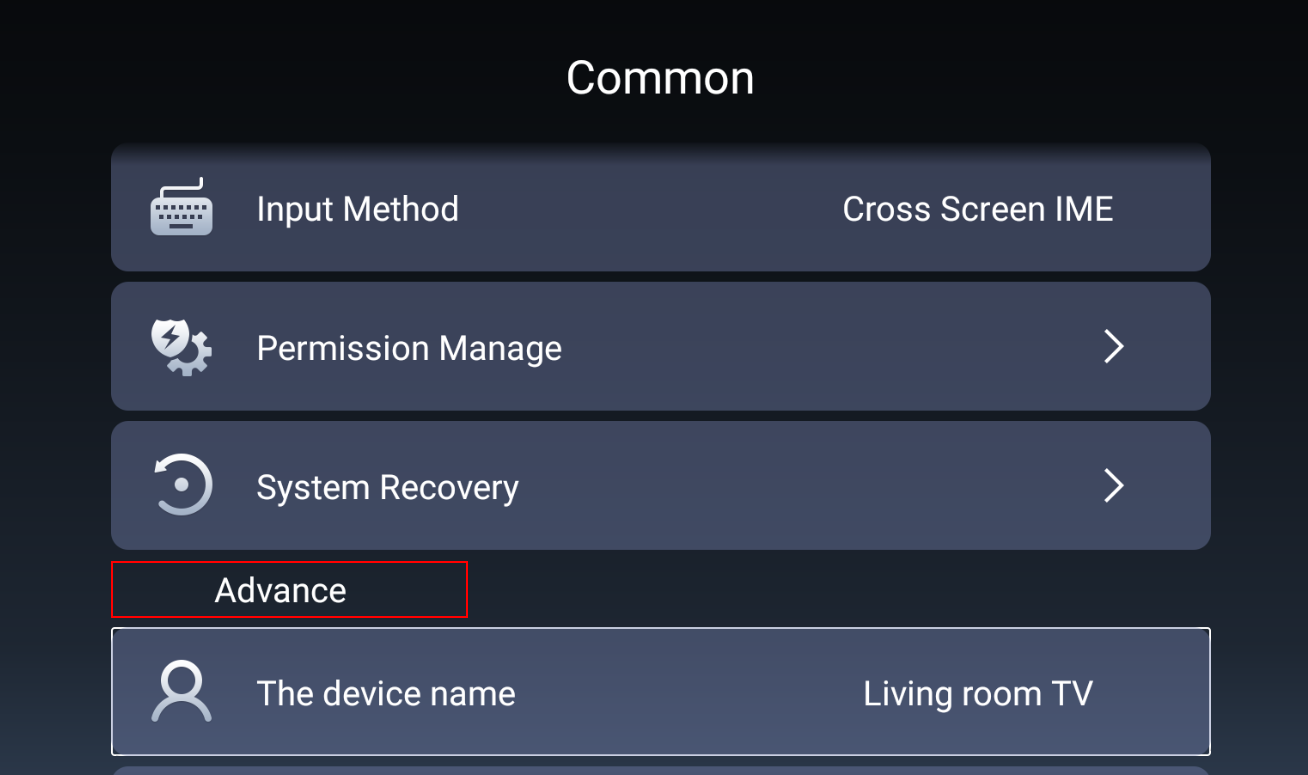 Common
Input Method Cross Screen IME
Permission Manage
System Recovery
Advance
The device name Living room TV